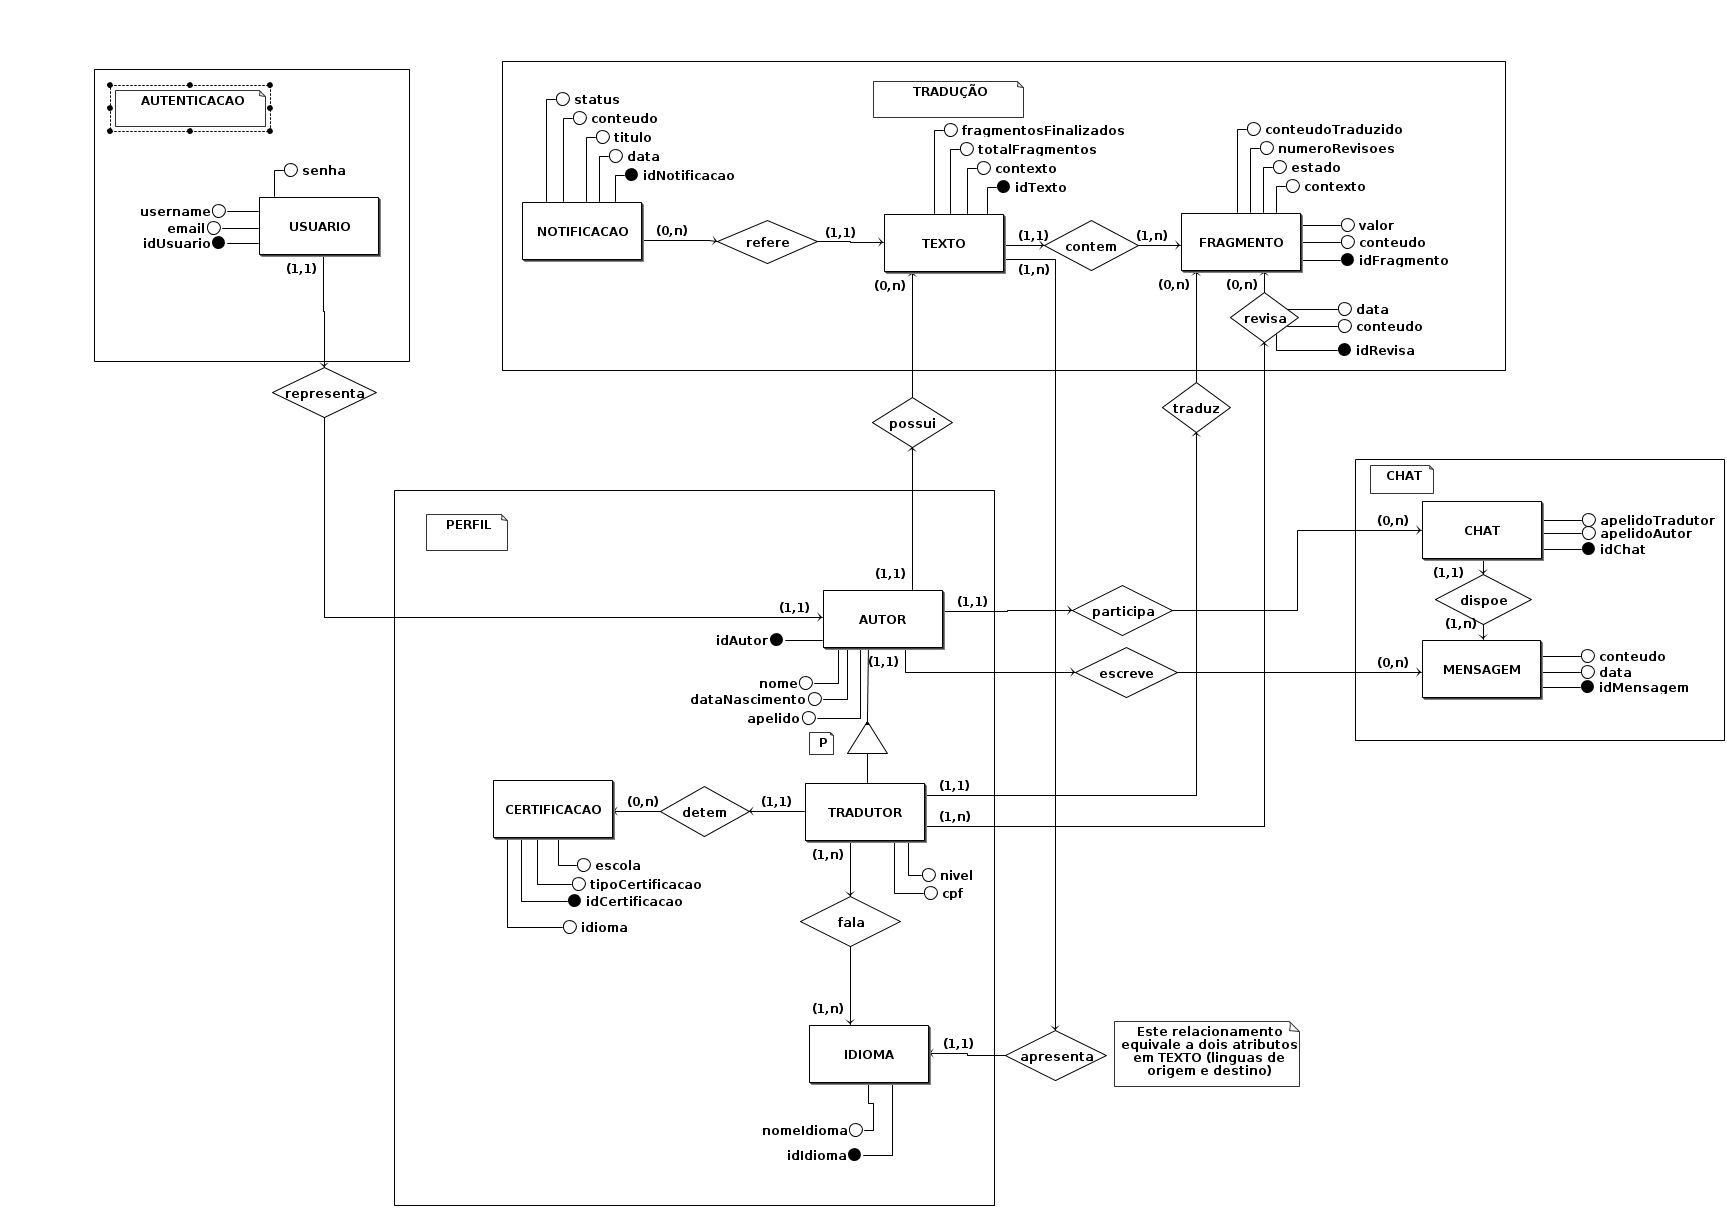 AUTENTICACAO
senha
username
email
idUsuario
USUARIO
(1,1)
representa
TRADUÇÃO
status
conteudo
titulo
data
idNotificacao
NOTIFICACAO
(0,n)
refere
(1,1)
fragmentosFinalizados
totalFragmentos
contexto
idTexto
TEXTO
(1,1)
contem
(1,n)
(1,n)
(0,n)
conteudoTraduzido
numeroRevisoes
estado
contexto
FRAGMENTO
valor
conteudo
idFragmento
(0,n)
(0,n)
revisa
data
conteudo
idRevisa
possui
traduz
PERFIL
(1,1)
(1,1)
AUTOR
(1,1)
idAutor
(1,1)
nome
dataNascimento
apelido
P
participa
escreve
CHAT
(0,n)
CHAT
apelidoTradutor
apelidoAutor
idChat
(1,1)
dispoe
(1,n)
(0,n)
MENSAGEM
conteudo
data
idMensagem
CERTIFICACAO
(0,n)
detem
(1,1)
TRADUTOR
(1,1)
(1,n)
escola
tipoCertificacao
idCertificacao
idioma
(1,n)
nivel
cpf
fala
(1,n)
IDIOMA
(1,1)
apresenta
Este relacionamento
equivale a dois atributos
em TEXTO (linguas de
origem e destino)
nomeIdioma
idIdioma